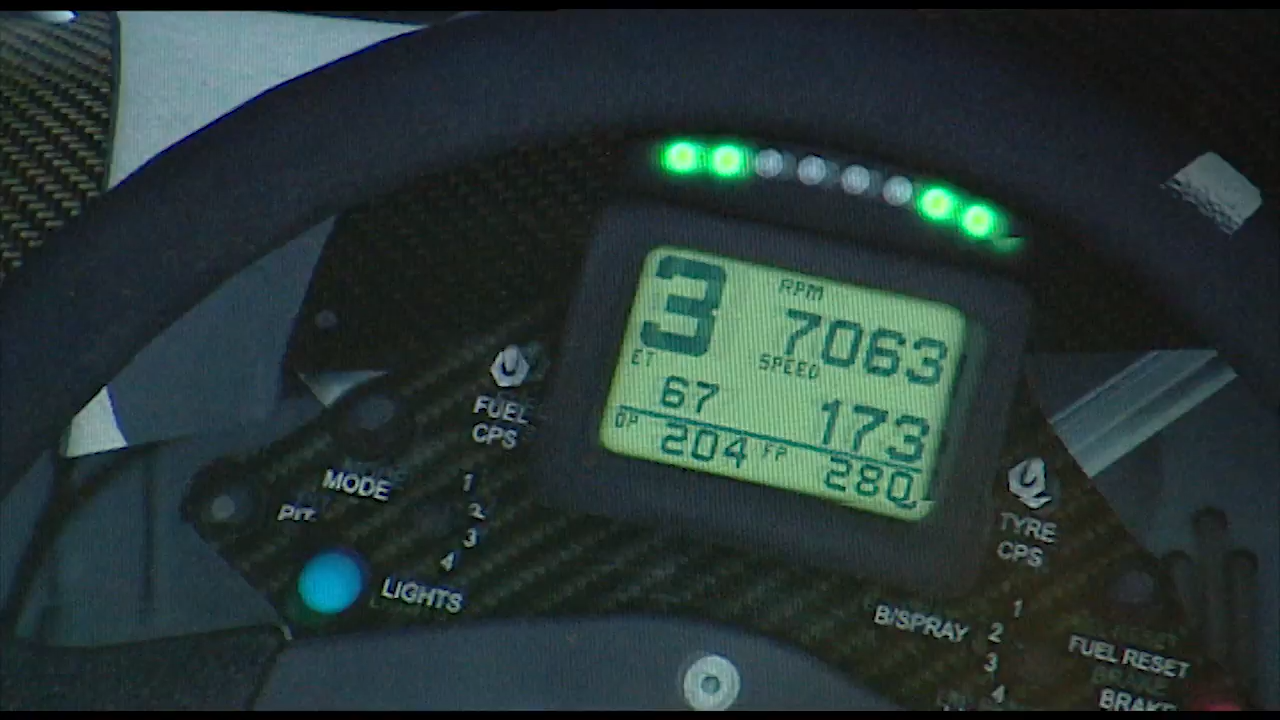 3
RPM
7063
SPEED
ET
67
173
OP
204
FP
280
FUEL
CPS
1
2
3
4
MODE
PIT
LIGHTS
TYRE
CPS
1
2
3
4
B/SPRAY
FUEL RESET
BRAKE